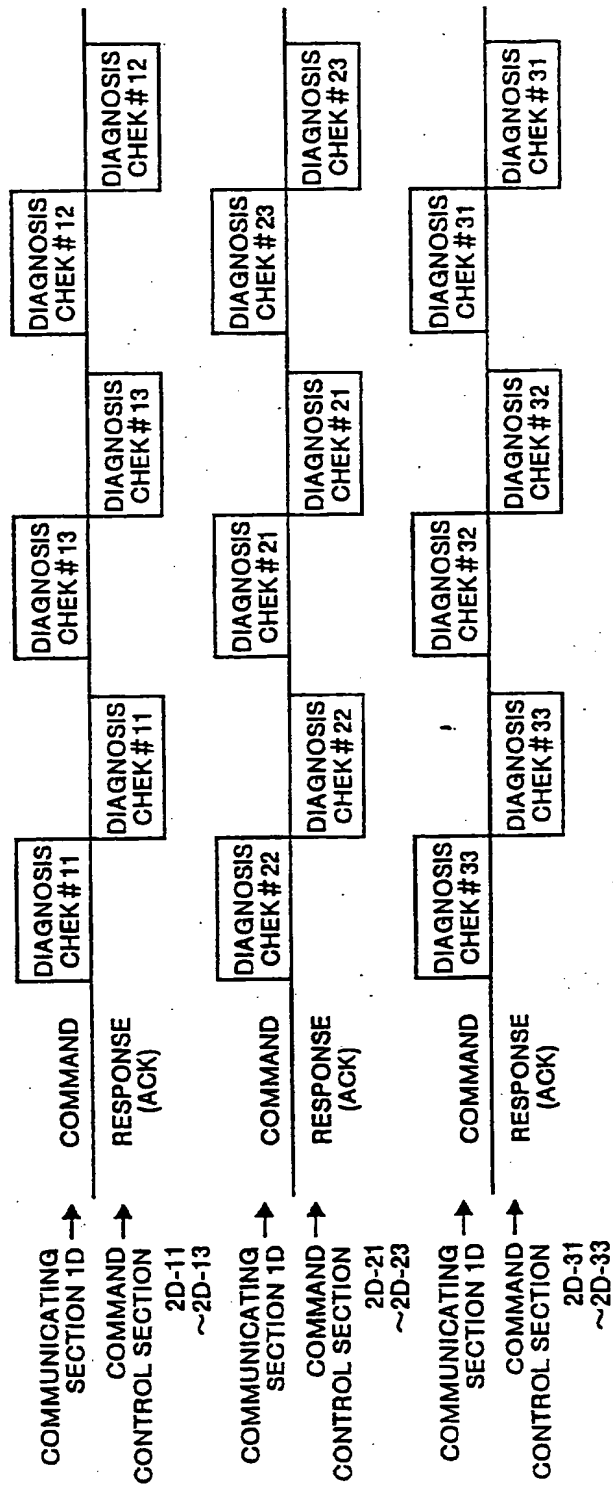 COMMUNICATING
SECTION 1D
COMMAND
DIAGNOSIS
CHEK#11
DIAGNOSIS
CHEK#13
DIAGNOSIS
CHEK#12
COMMAND
CONTROL SECTION
2D-11
~2D-13
RESPONSE
(ACK)
DIAGNOSIS
CHEK#11
DIAGNOSIS
CHEK#13
DIAGNOSIS
CHEK#12
COMMUNICATING
SECTION 1D
COMMAND
DIAGNOSIS
CHEK#22
DIAGNOSIS
CHEK#21
DIAGNOSIS
CHEK#23
COMMAND
CONTROL SECTION
2D-21
~2D-23
RESPONSE
(ACK)
DIAGNOSIS
CHEK#22
DIAGNOSIS
CHEK#21
DIAGNOSIS
CHEK#23
COMMUNICATING
SECTION 1D
COMMAND
DIAGNOSIS
CHEK#33
DIAGNOSIS
CHEK#32
DIAGNOSIS
CHEK#31
COMMAND
CONTROL SECTION
2D-31
~2D-33
RESPONSE
(ACK)
DIAGNOSIS
CHEK#33
DIAGNOSIS
CHEK#32
DIAGNOSIS
CHEK#31